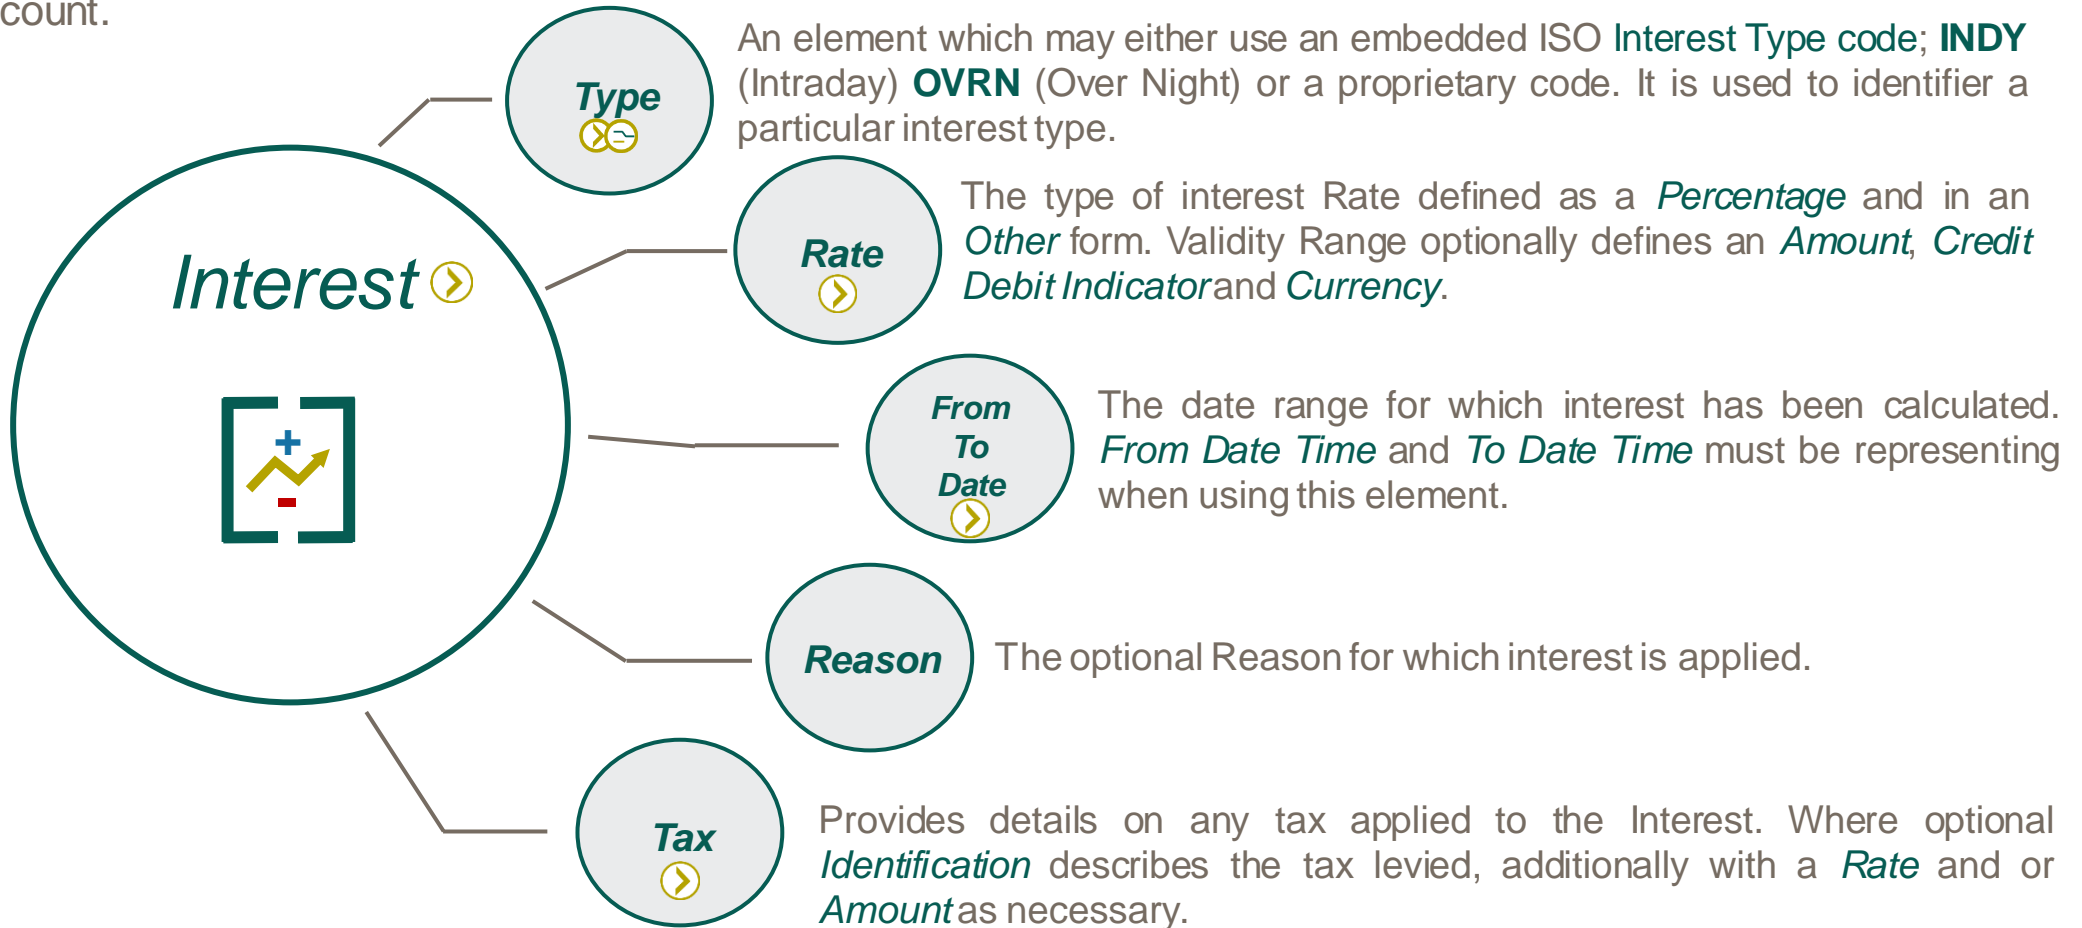 count.
Type
An element which may either use an embedded ISO Interest Type code; INDY
(Intraday) OVRN (Over Night) or a proprietary code. It is used to identifier a
particular interest type.
Interest
Rate
The type of interest Rate defined as a Percentage and in an
Other form. Validity Range optionally defines an Amount, Credit
Debit Indicator and Currency.
From
To
Date
The date range for which interest has been calculated.
From Date Time and To Date Time must be representing
when using this element.
Reason
The optional Reason for which interest is applied.
Tax
Provides details on any tax applied to the Interest. Where optional
Identification describes the tax levied, additionally with a Rate and or
Amount as necessary.